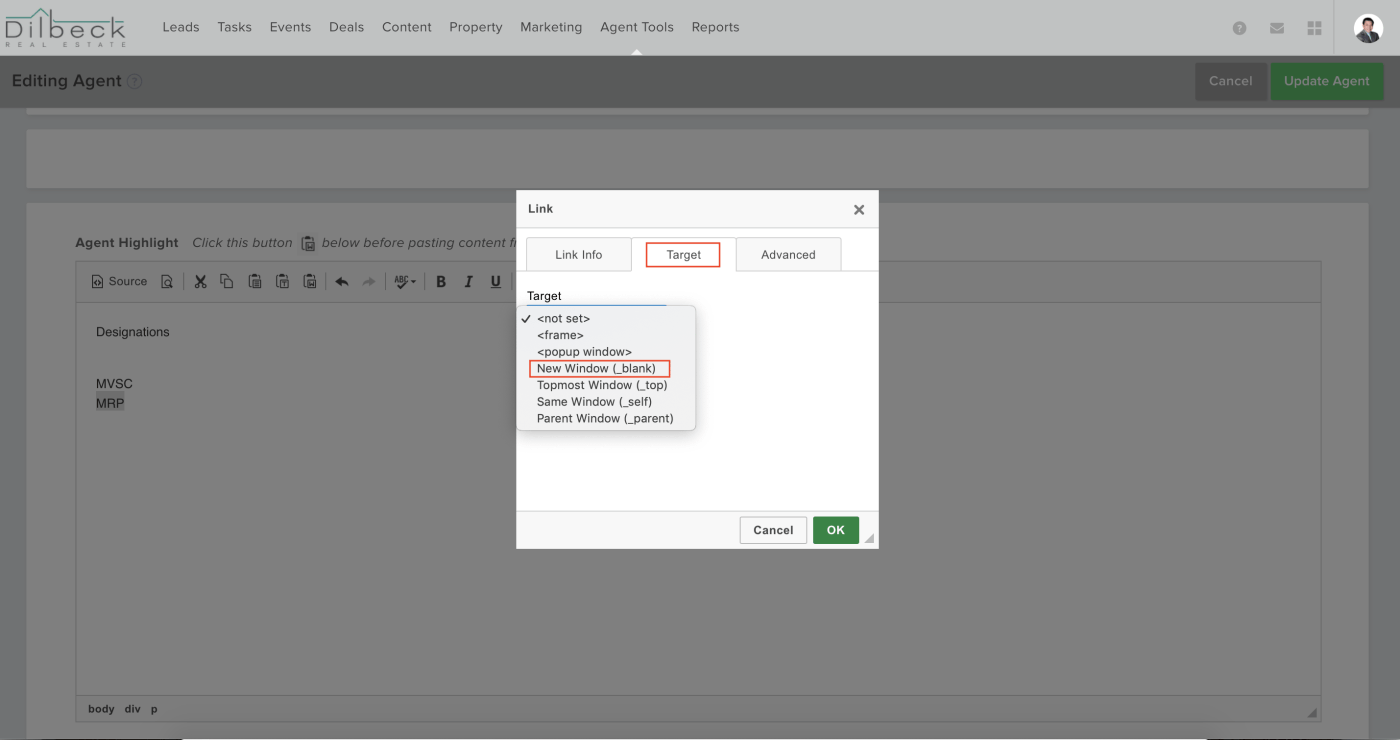 Dilbeck
REAL ESTATE
Leads Tasks Events Deals Content Property Marketing Agent Tools Reports
Editing Agent
Cancel Update Agent
Link
Agent Highlight Click this button below before pasting content f
Link Info Target Advanced
Source ABC B I U
Target
Designations
<not set>
<frame>
<popup window>
New Window (_blank)
Topmost Window (_top)
Same Window (_self)
Parent Window (_parent)
MVSC
MRP
Cancel OK
body div p